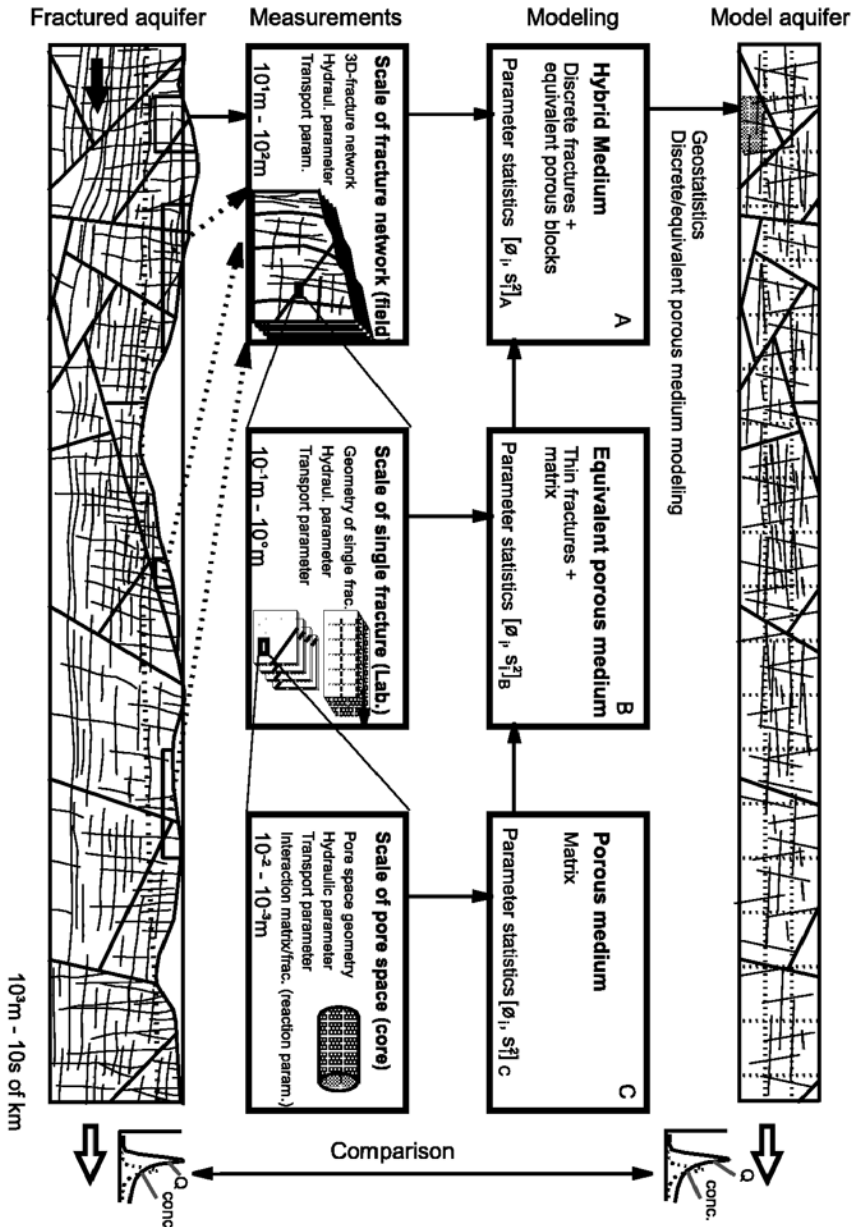 Fractured aquifer
Measurements
Modeling
Model aquifer
Scale of fracture network (field)
3D-fracture network
Hydraul. parameter
Transport param.
10¹m - 10²m
Hybrid Medium
Discrete fractures +
equivalent porous blocks
Parameter statistics [ø i, s²i]A
A
Geostatistics
Discrete/equivalent porous medium modeling
Scale of single fracture (Lab.)
Geometry of single frac.
Hydraul. parameter
Transport parameter
10⁻¹m - 10°m
Equivalent porous medium
Thin fractures +
matrix
Parameter statistics [ø i, s²i]B
B
Scale of pore space (core)
Pore space geometry
Hydraulic parameter
Transport parameter
Interaction matrix/frac. (reaction param.)
10⁻² - 10⁻³m
Porous medium
Matrix
Parameter statistics [ø i, s²i] C
C
10³m - 10s of km
Comparison
Q
conc.
Q
conc.